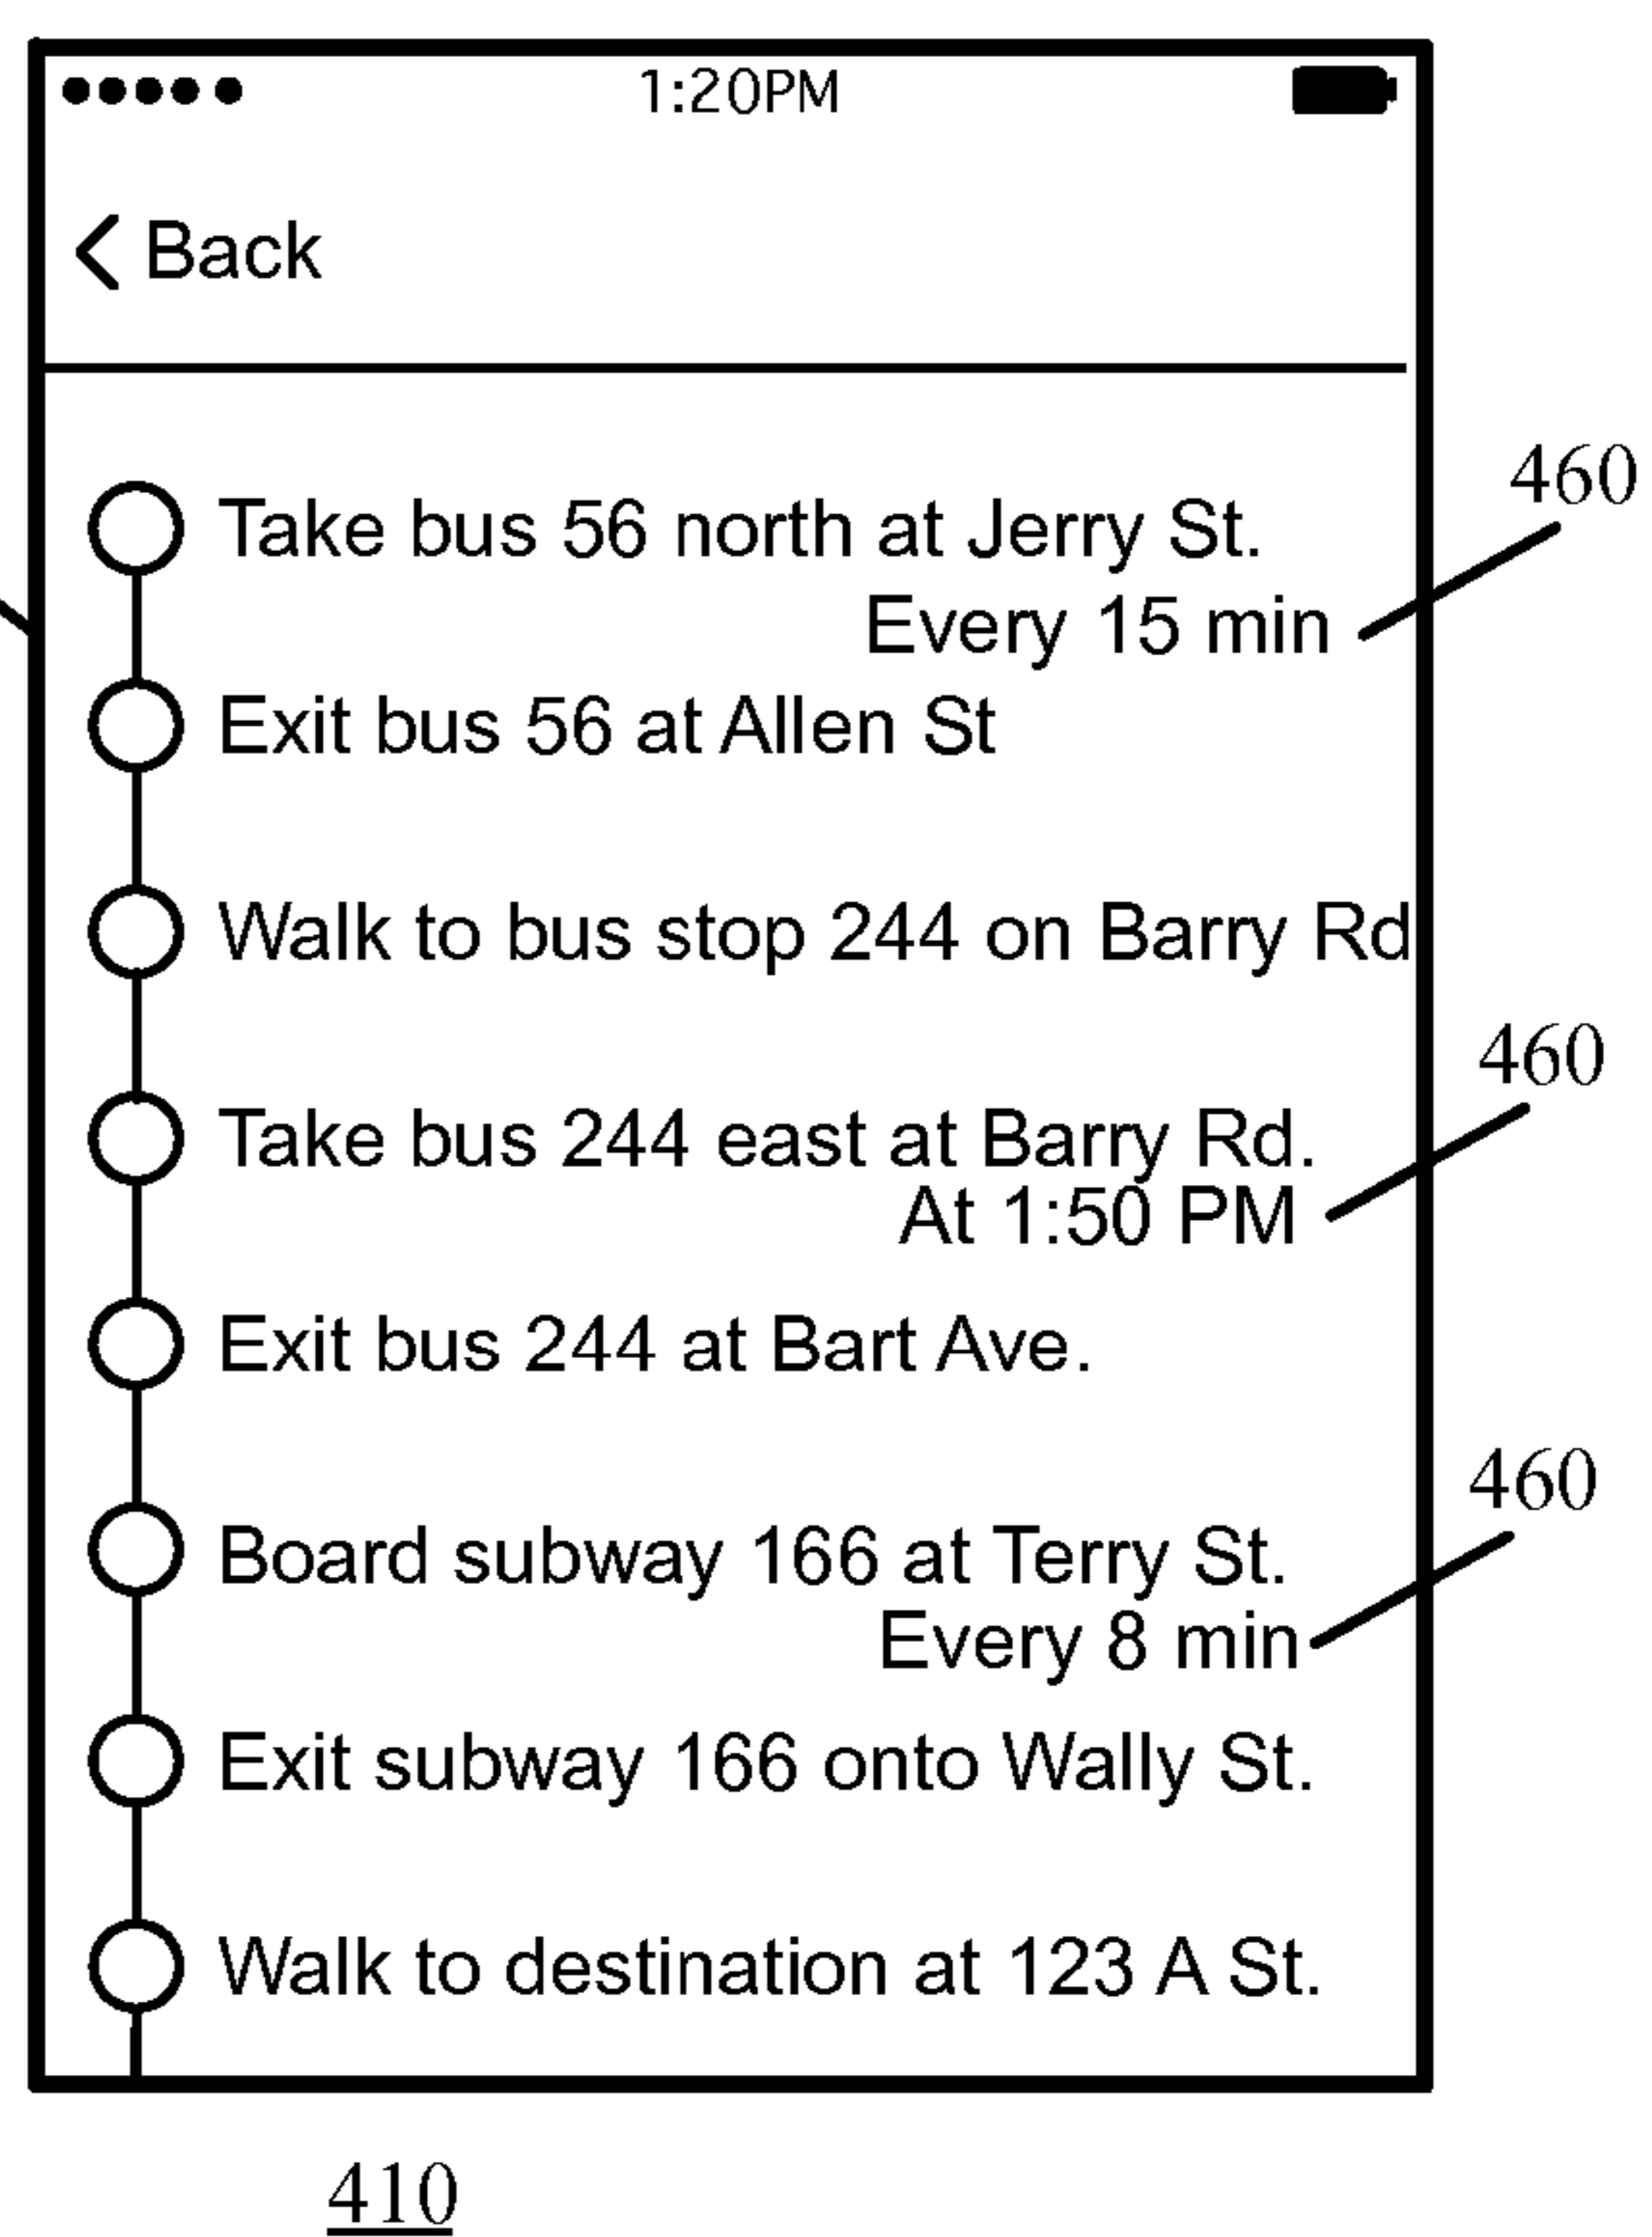 1:20PM
Back
460
Take bus 56 north at Jerry St.
Every 15 min
Exit bus 56 at Allen St
Walk to bus stop 244 on Barry Rd
460
Take bus 244 east at Barry Rd.
At 1:50 PM
Exit bus 244 at Bart Ave.
460
Board subway 166 at Terry St.
Every 8 min
Exit subway 166 onto Wally St.
Walk to destination at 123 A St.
410